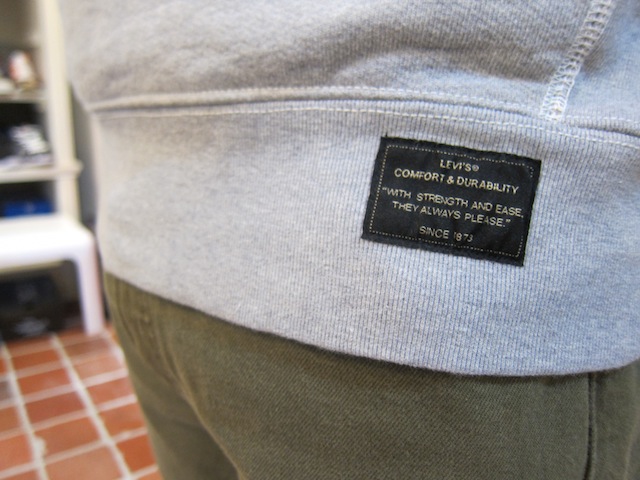 LEVI'S®
COMFORT & DURABILITY
"WITH STRENGTH AND EASE,
THEY ALWAYS PLEASE."
SINCE 1873